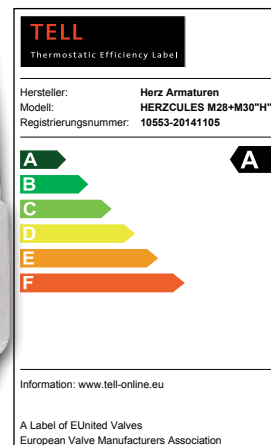 TELL
Thermostatic Efficiency Label
Hersteller: Herz Armaturen
Modell: HERZCULES M28+M30"H"
Registrierungsnummer: 10553-20141105
A A
B
C
D
E
F
Information: www.tell-online.eu
A Label of EUnited Valves
European Valve Manufacturers Association